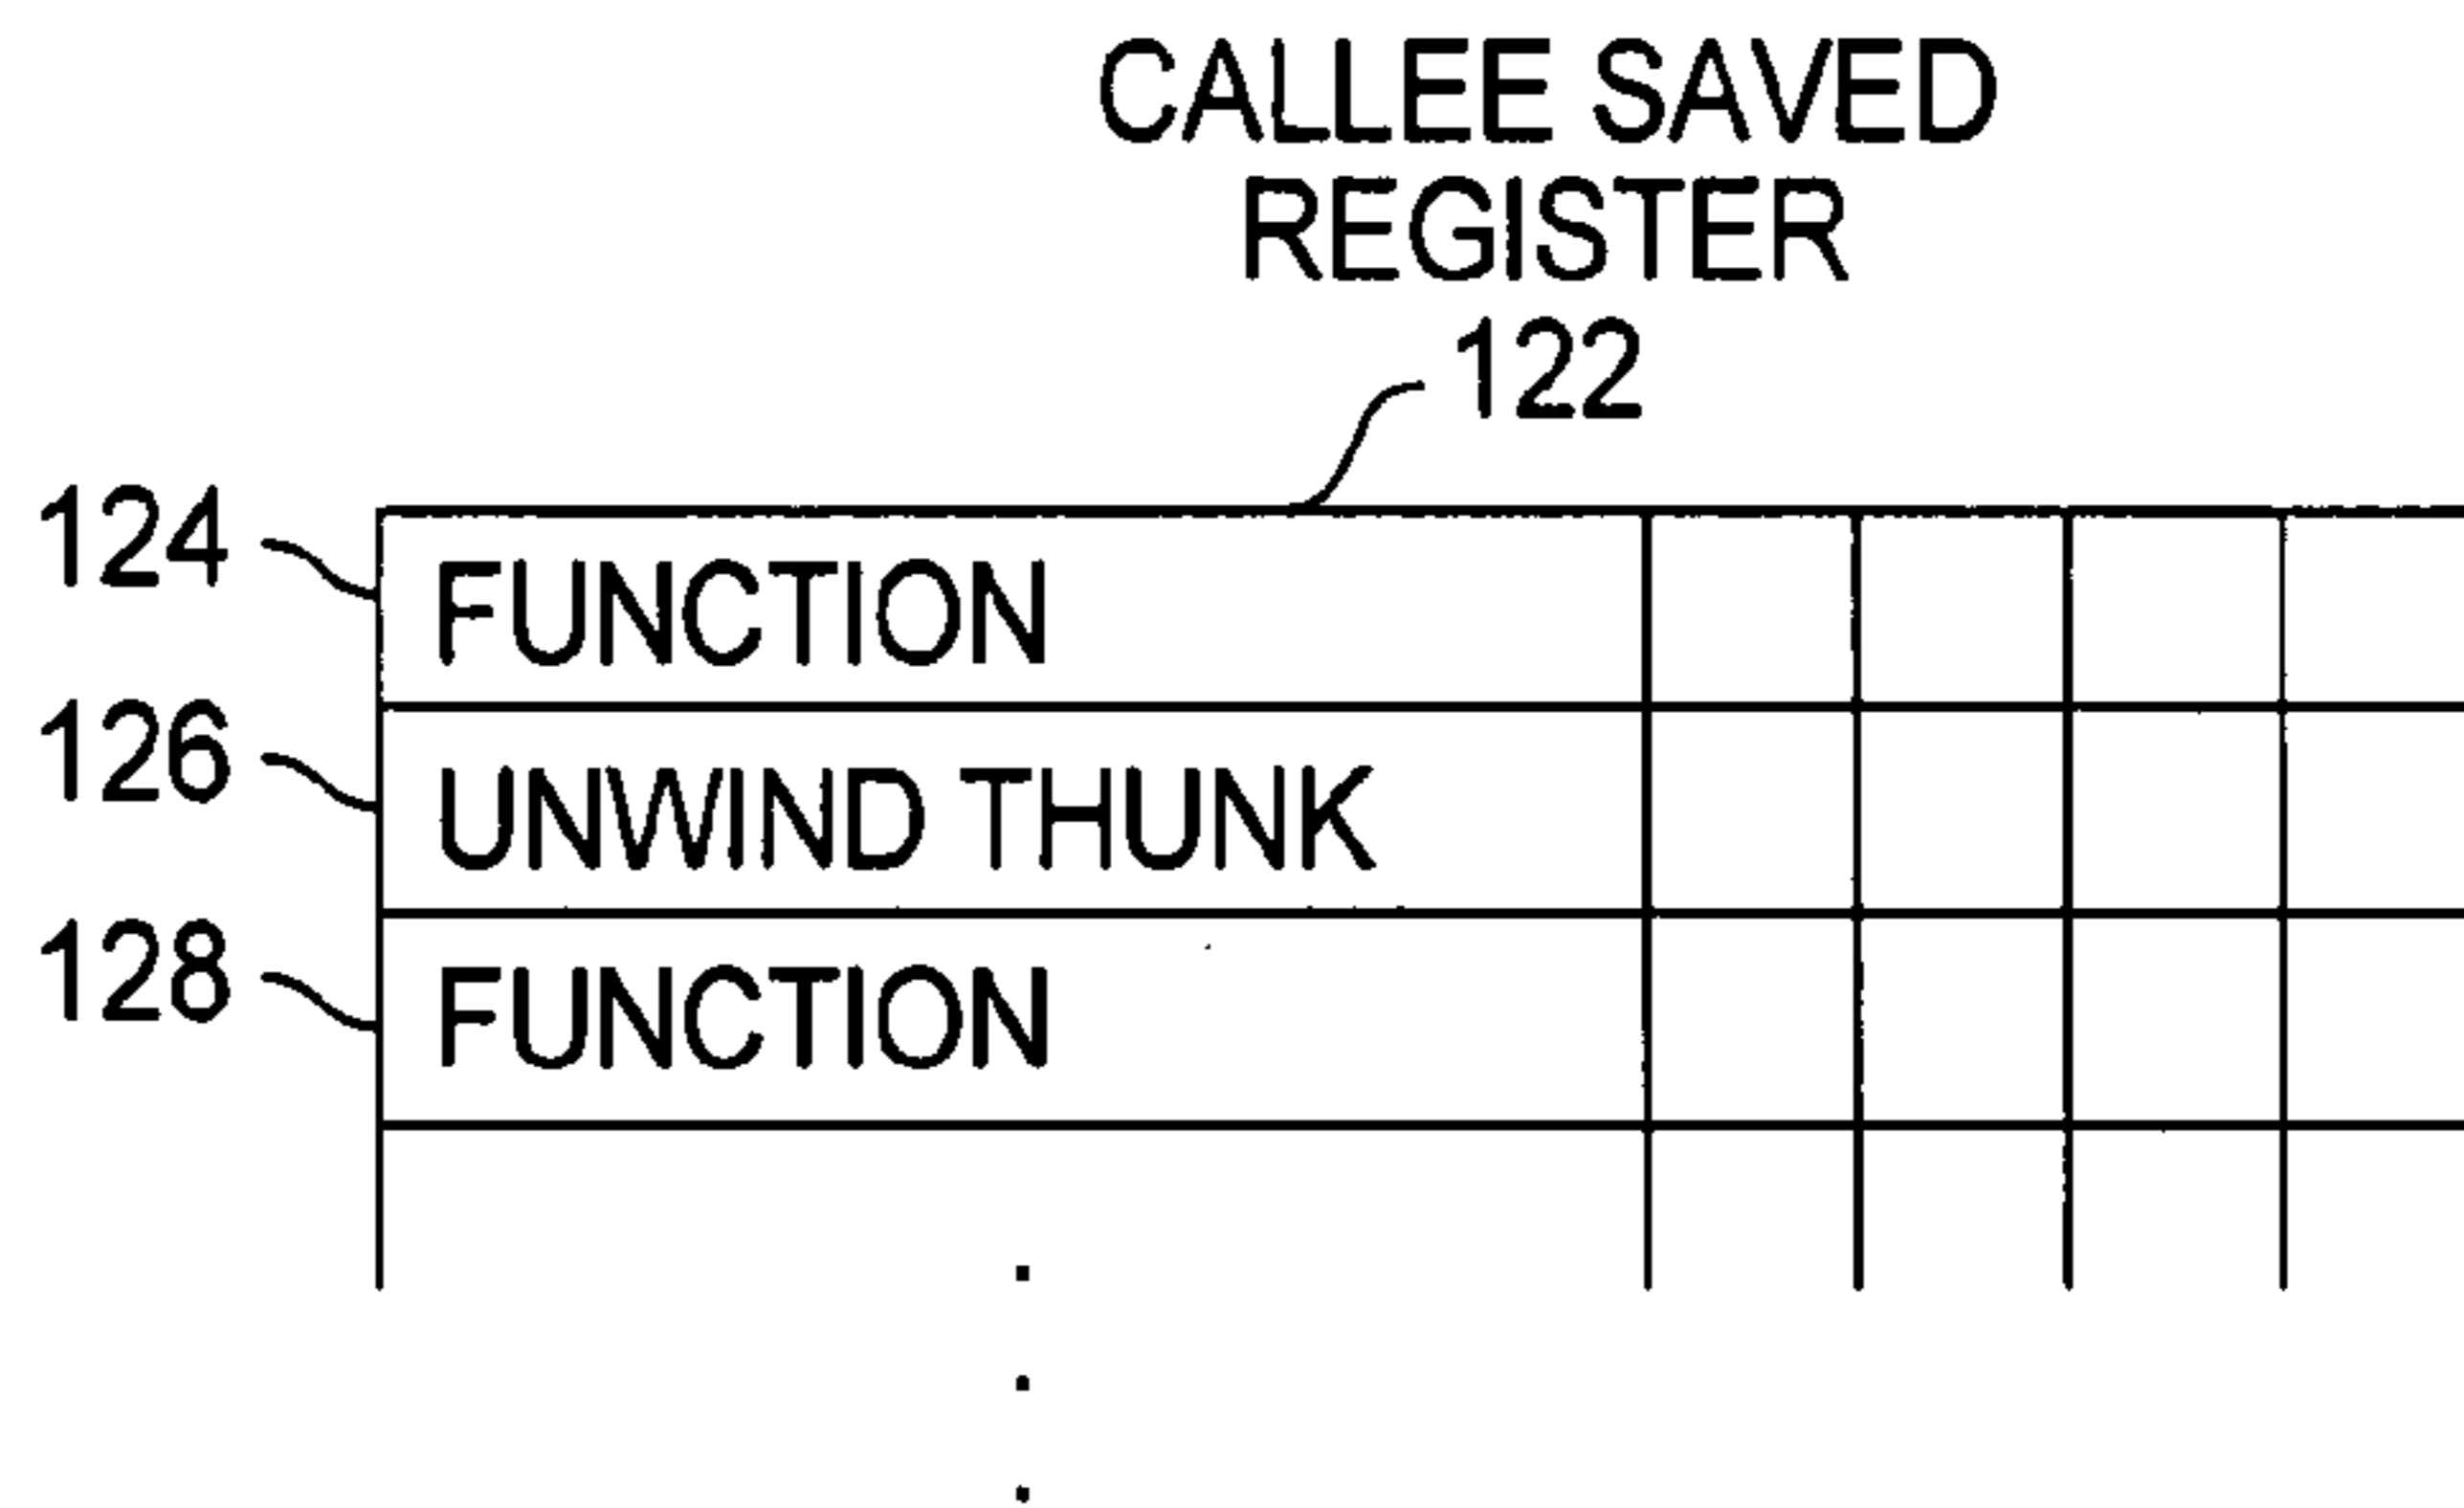 CALLEE SAVED
REGISTER
122
124
FUNCTION
126
UNWIND THUNK
128
FUNCTION